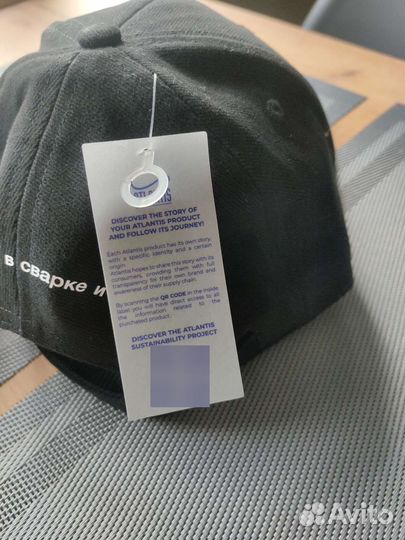 ATLANTIS
DISCOVER THE STORY OF
YOUR ATLANTIS PRODUCT
AND FOLLOW ITS JOURNEY!
Each Atlantis product has its own story,
with a specific identity and a certain
origin.
Atlantis hopes to share this story with its
consumers, providing them with full
transparency for their own brand and
awareness of their supply chain.
By scanning the QR CODE in the inside
label you will have direct access to all
the information related to the
purchased product.
DISCOVER THE ATLANTIS
SUSTAINABILITY PROJECT
в сварке и
Avito